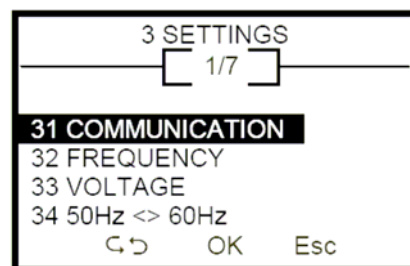 3 SETTINGS
1/7
31 COMMUNICATION
32 FREQUENCY
33 VOLTAGE
34 50Hz <> 60Hz
OK Esc